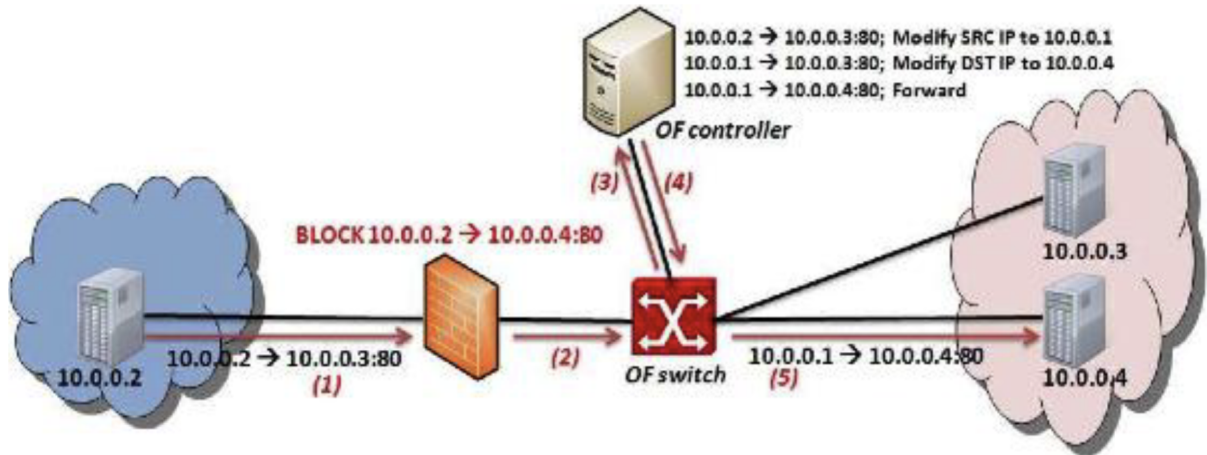 10.0.0.2 → 10.0.0.3:80; Modify SRC IP to 10.0.0.1
10.0.0.1 → 10.0.0.3:80; Modify DST IP to 10.0.0.4
10.0.0.1 → 10.0.0.4:80; Forward
OF controller
(3)
(4)
BLOCK 10.0.0.2 → 10.0.0.4:80
10.0.0.3
10.0.0.2
10.0.0.2 → 10.0.0.3:80
(1)
(2)
OF switch
10.0.0.1 → 10.0.0.4:80
(5)
10.0.0.4